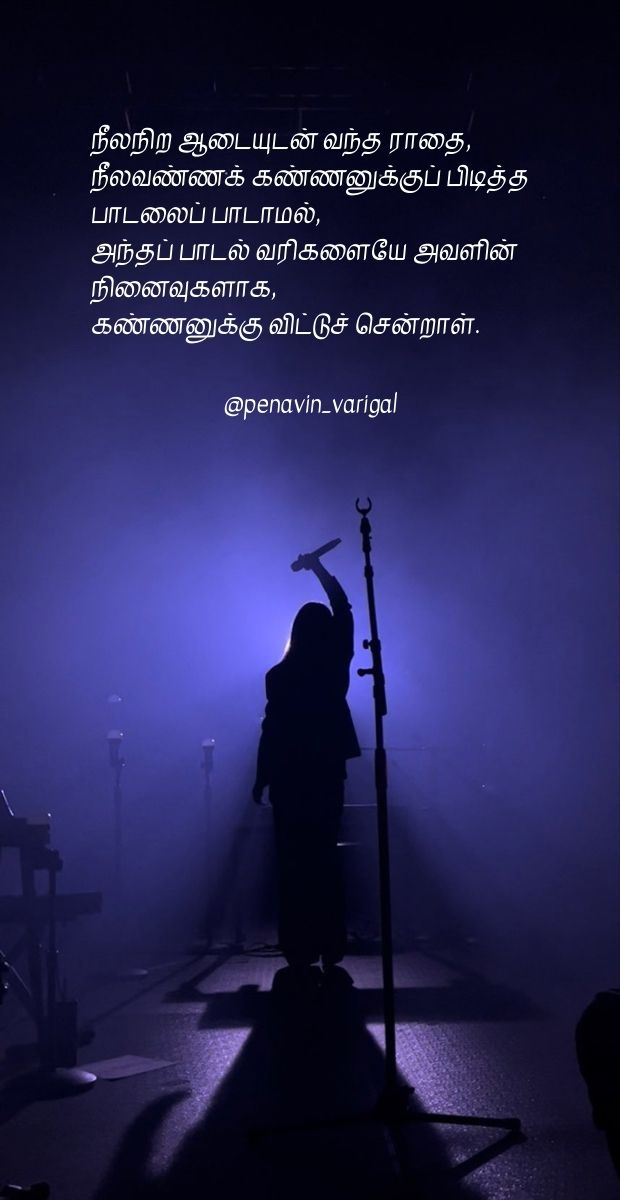 நீலநிற ஆடையுடன் வந்த ராதை,
நீலவண்ணக் கண்ணனுக்குப் பிடித்த
பாடலைப் பாடாமல்,
அந்தப் பாடல் வரிகளையே அவளின்
நினைவுகளாக,
கண்ணனுக்கு விட்டுச் சென்றாள்.
@penavin_varigal